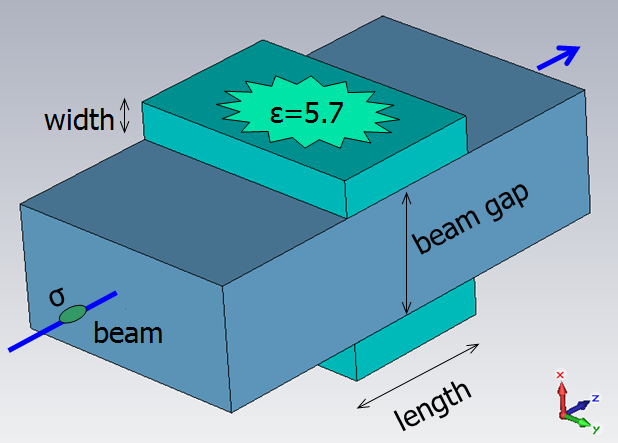 ε=5.7
width
beam gap
σ
beam
length
x
z
y